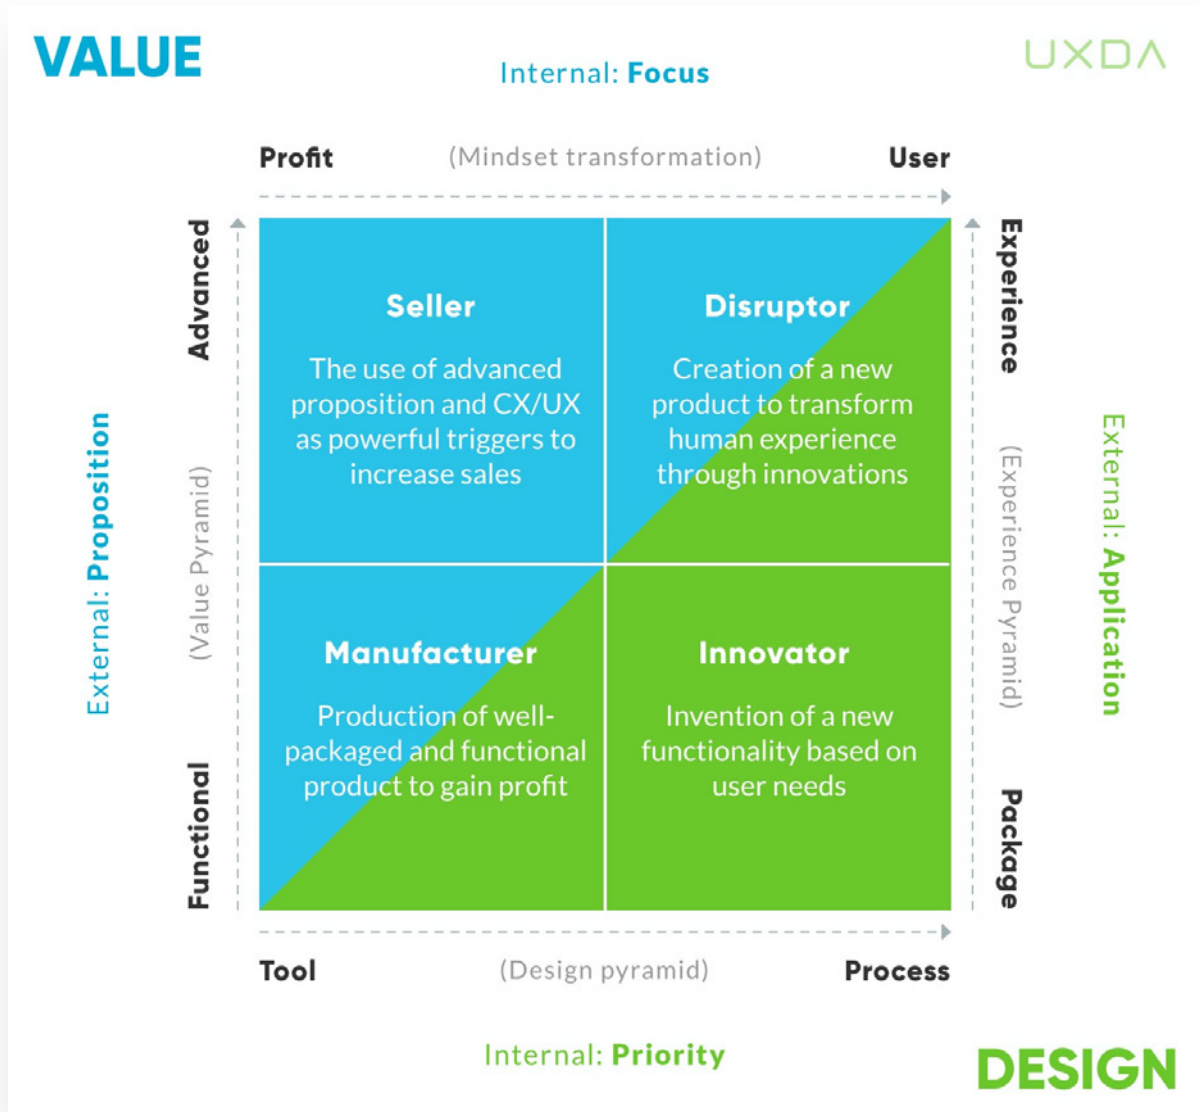 VALUE
UXDA
Internal: Focus
Profit
(Mindset transformation)
User
Advanced
(Value Pyramid)
Functional
External: Proposition
Seller
The use of advanced
proposition and CX/UX
as powerful triggers to
increase sales
Disruptor
Creation of a new
product to transform
human experience
through innovations
Manufacturer
Production of well-
packaged and functional
product to gain profit
Innovator
Invention of a new
functionality based on
user needs
Experience
(Experience Pyramid)
Package
External: Application
Tool
(Design pyramid)
Process
Internal: Priority
DESIGN